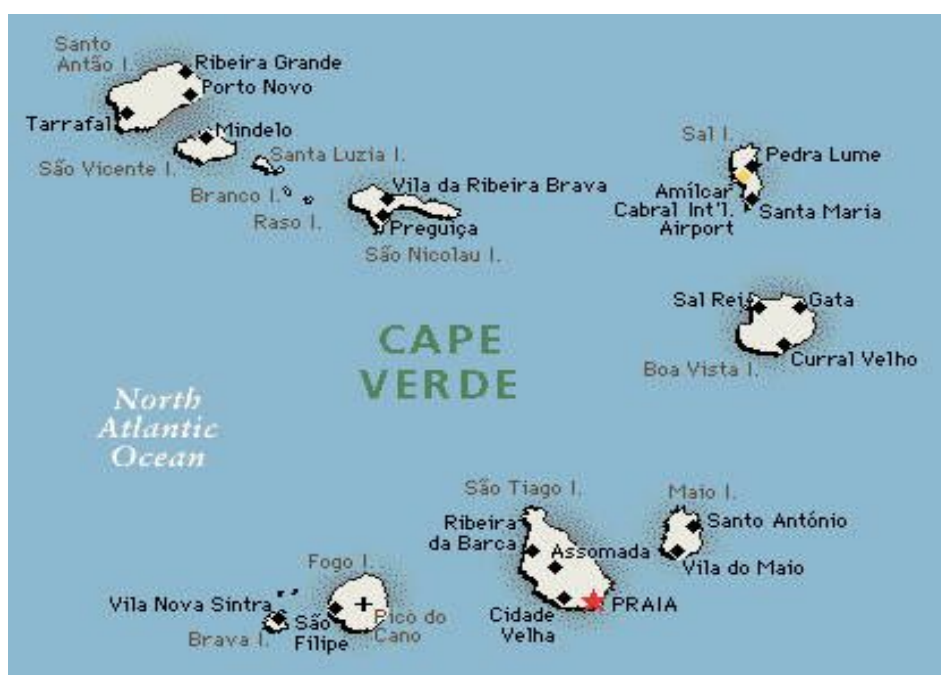 Santo
Antão I.
Ribeira Grande
Porto Novo
Tarrafal
Mindelo
São Vicente I.
Santa Luzia I.
Branco I.
Raso I.
Vila da Ribeira Brava
Preguiça
São Nicolau I.
Sal I.
Pedra Lume
Amílcar
Cabral Int'l.
Airport
Santa Maria
Sal Rei
Gata
Curral Velho
Boa Vista I.
CAPE
VERDE
North
Atlantic
Ocean
São Tiago I.
Ribeira
da Barca
Assomada
Cidade
Velha
PRAIA
Maio I.
Santo António
Vila do Maio
Fogo I.
Vila Nova Sintra
Brava I.
São
Filipe
Pico do
Cano